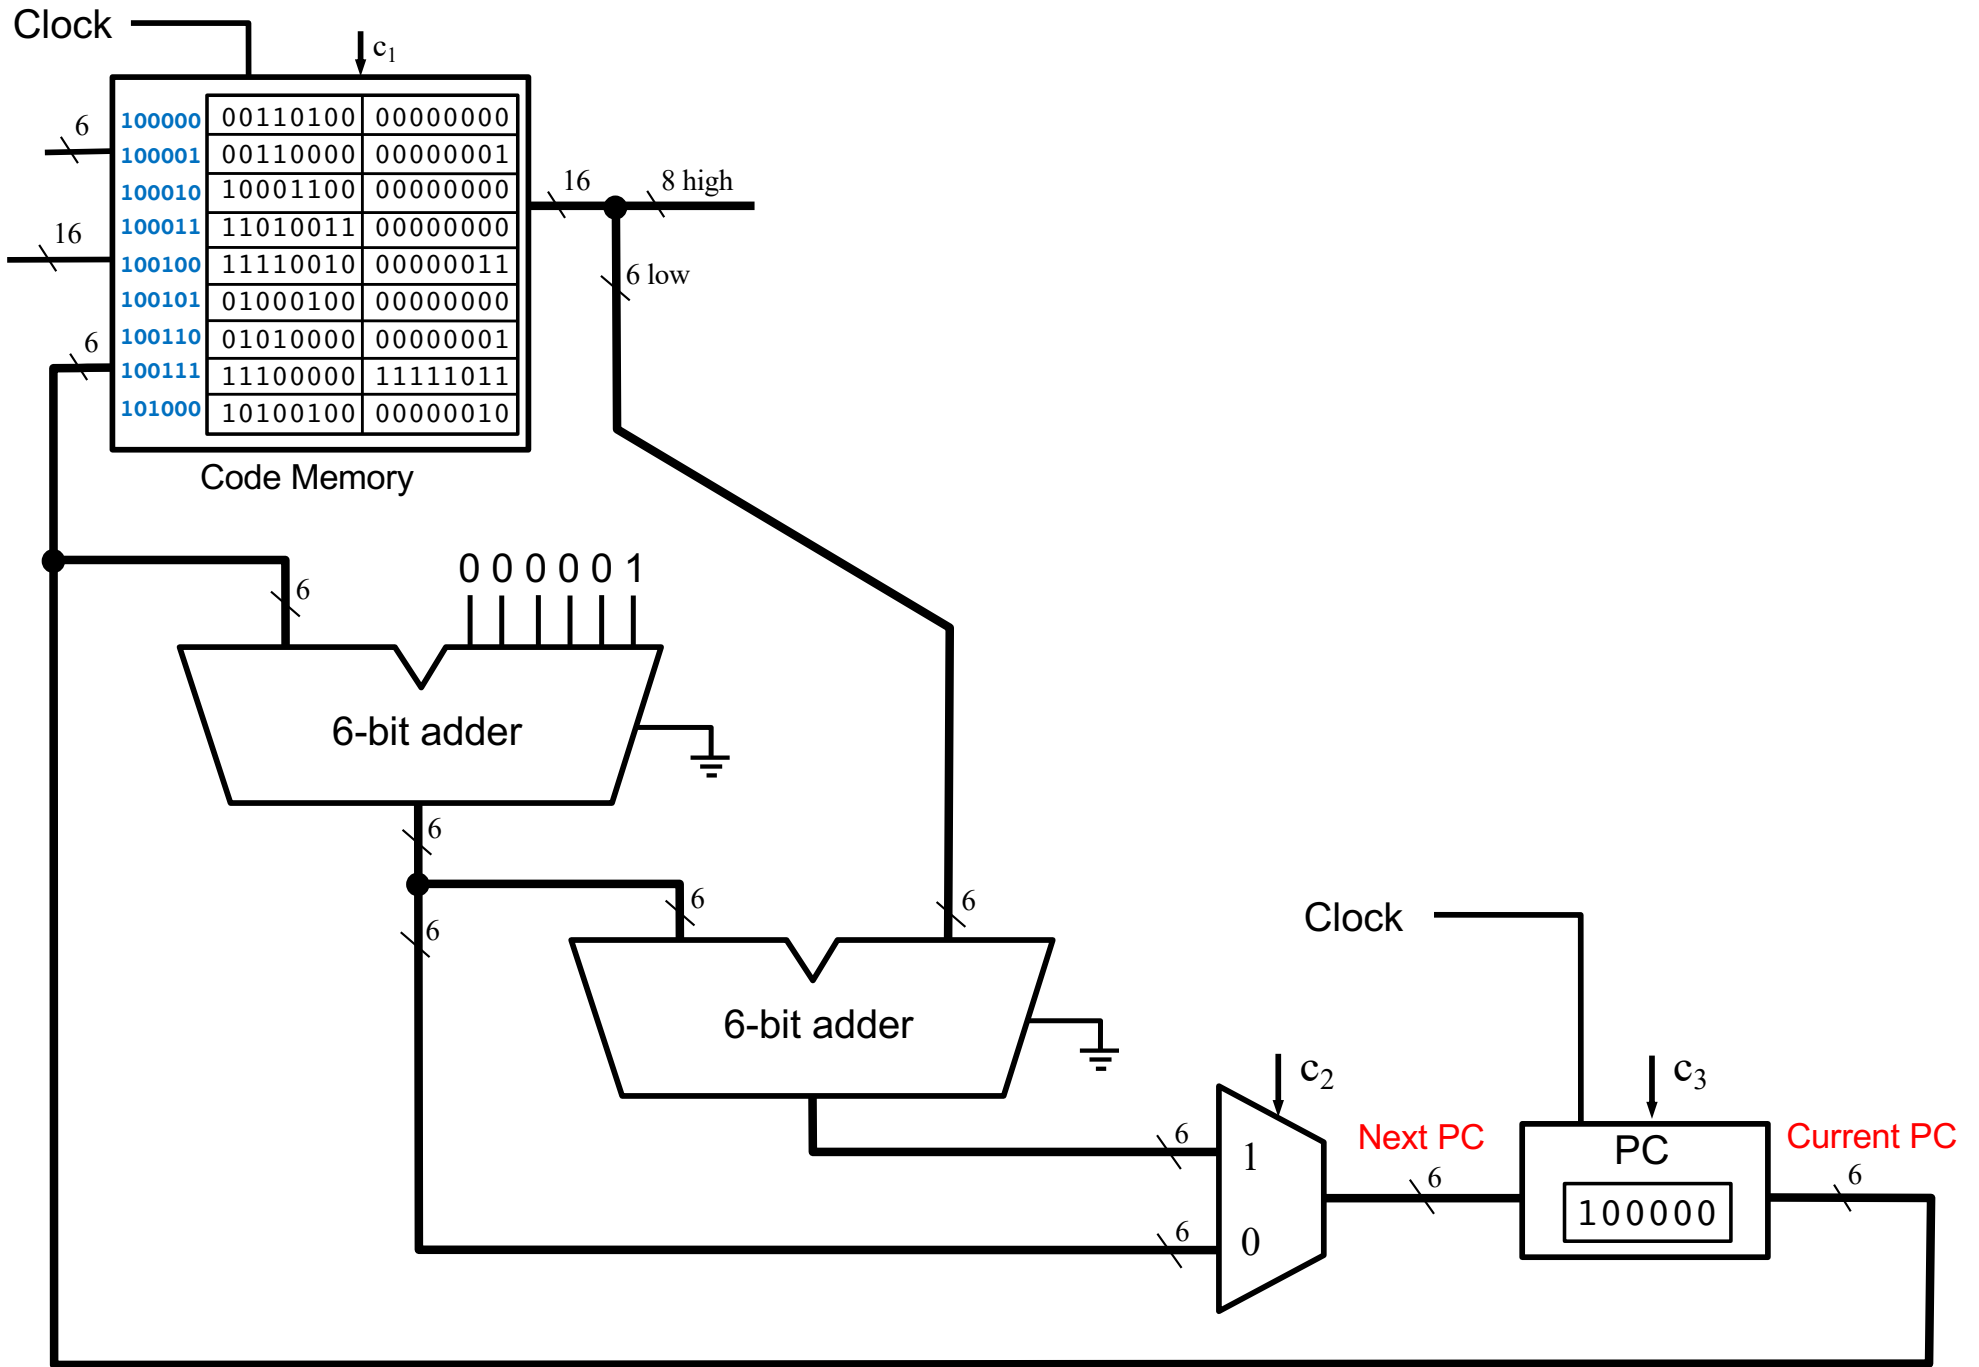 Clock
c₁
100000 00110100 00000000
100001 00110000 00000001
100010 10001100 00000000
100011 11010011 00000000
100100 11110010 00000011
100101 01000100 00000000
100110 01010000 00000001
100111 11100000 11111011
101000 10100100 00000010
6
16
6
16
8 high
6 low
Code Memory
0 0 0 0 0 1
6
6-bit adder
6
6
6
6
6-bit adder
Clock
c₂
c₃
6
1
Next PC
6
PC
100000
Current PC
6
6
0